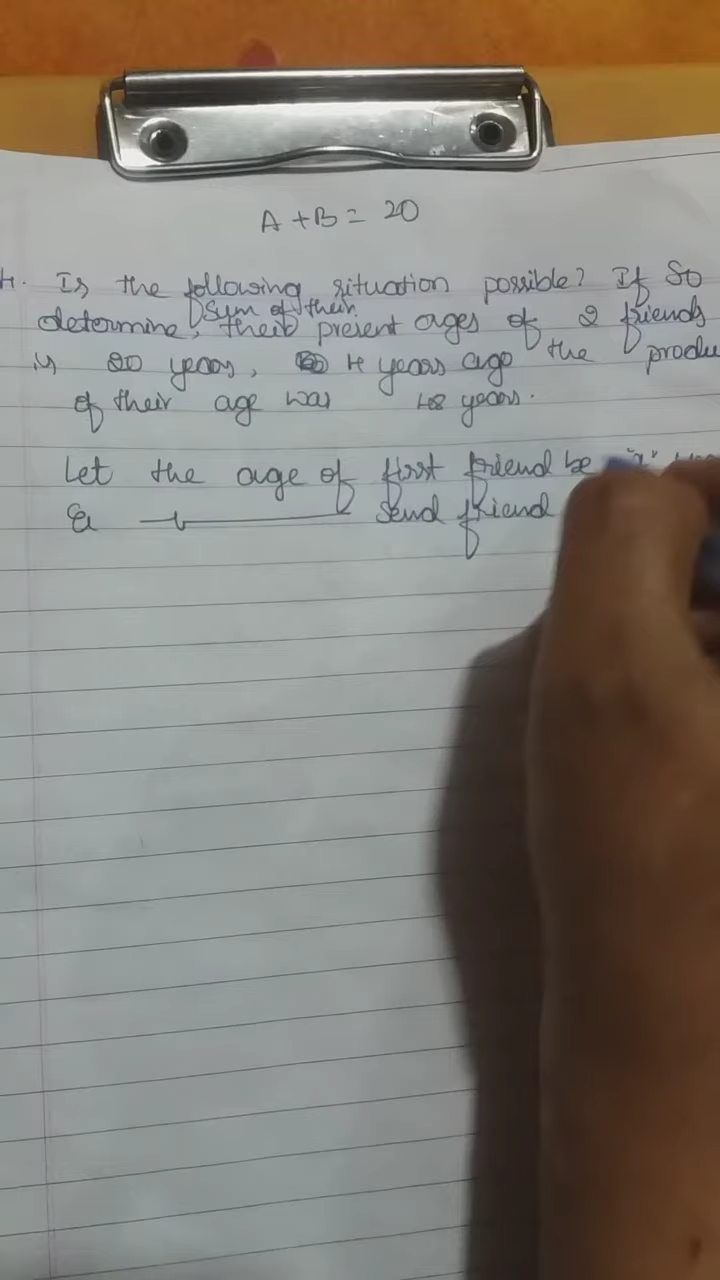 A + B = 20
4. Is the following situation possible? If so
Sum of their
determine, their present ages of 2 friends
is 20 years, 4 years ago the produ
of their age was 48 years.
Let the age of first friend be "x"
friend